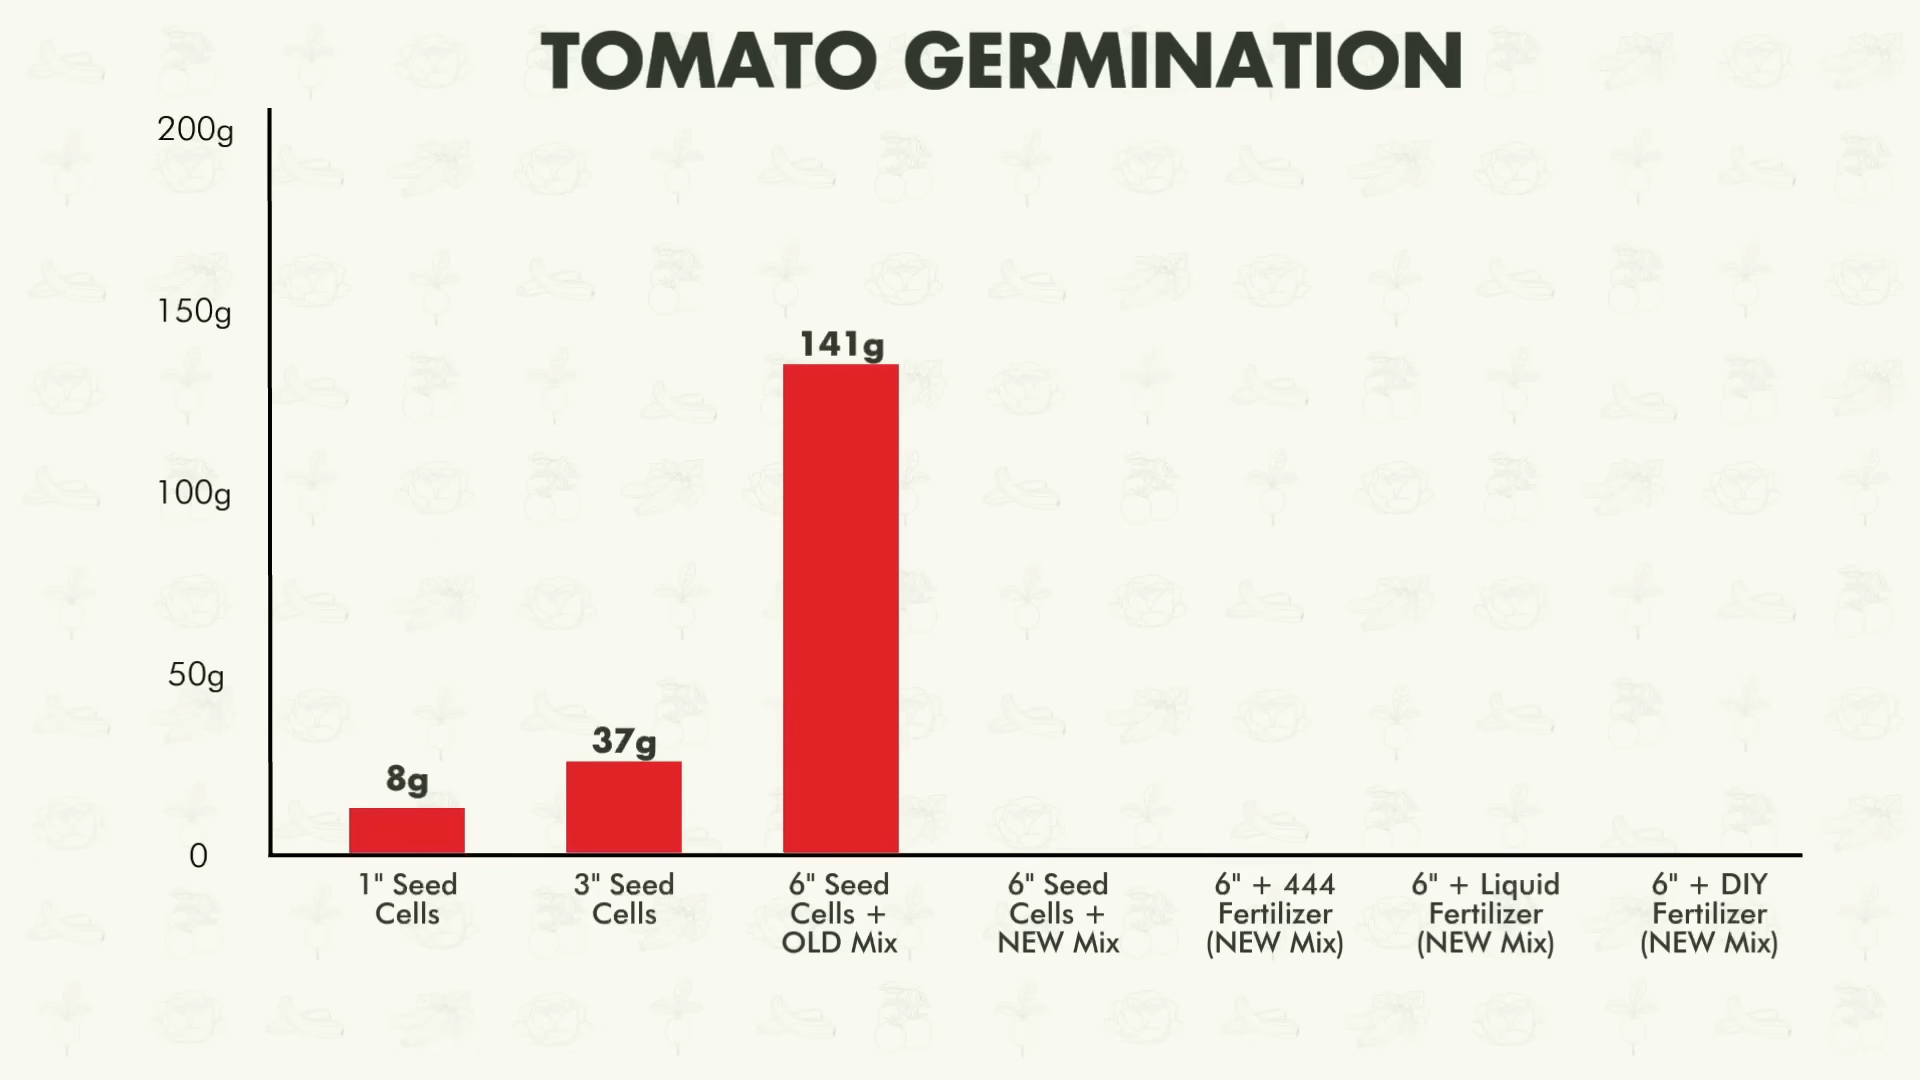 TOMATO GERMINATION
200g
150g
100g
50g
0
141g
37g
8g
1" Seed
Cells
3" Seed
Cells
6" Seed
Cells +
OLD Mix
6" Seed
Cells +
NEW Mix
6" + 444
Fertilizer
(NEW Mix)
6" + Liquid
Fertilizer
(NEW Mix)
6" + DIY
Fertilizer
(NEW Mix)